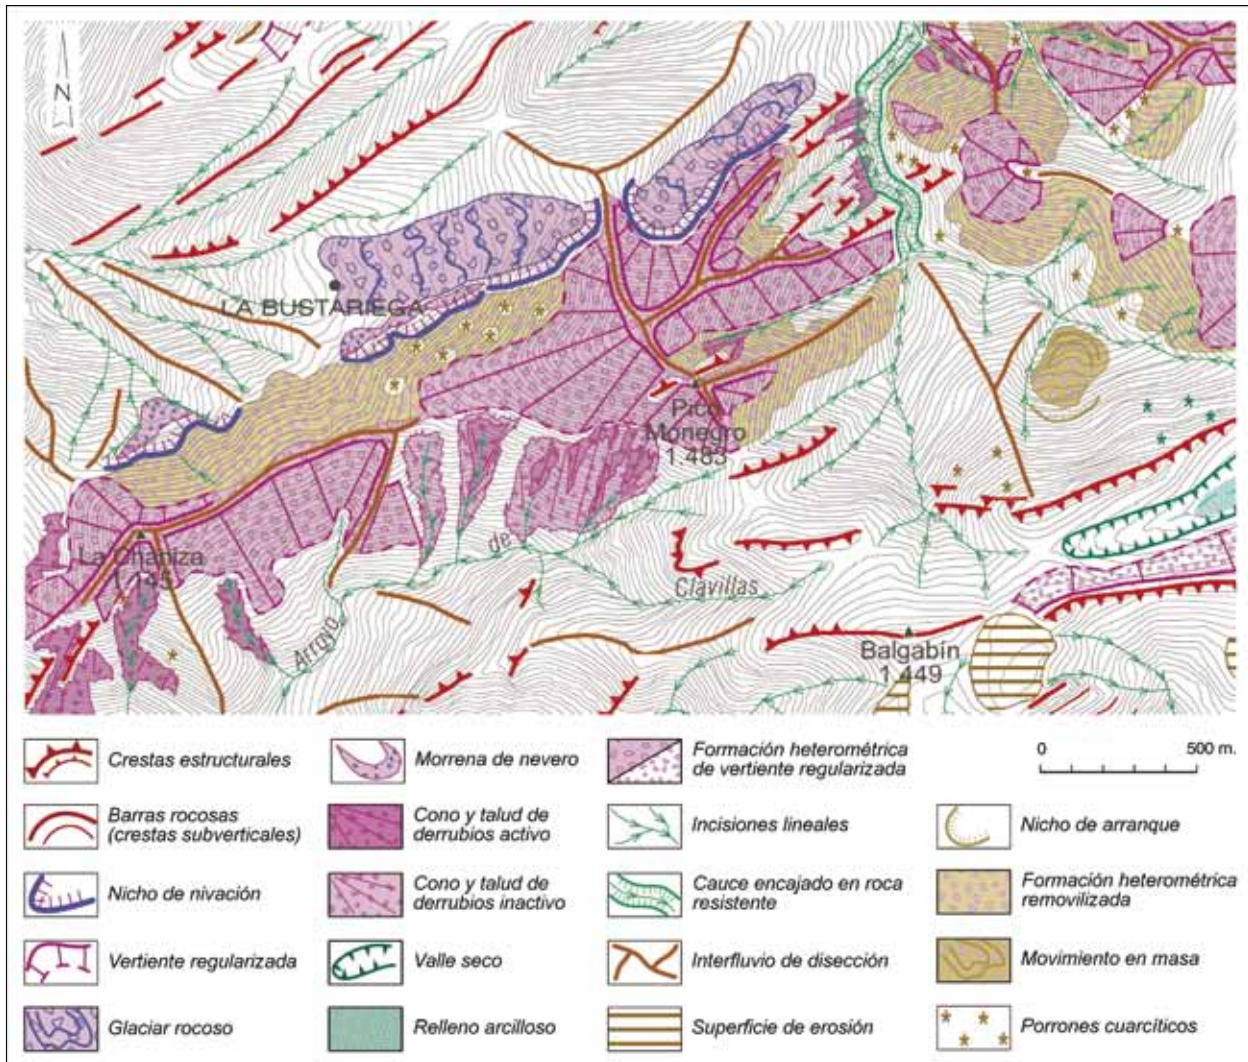 N
LA BUSTARIEGA
Pico
Monegro
1.483
La Chaniza
1.145
Arroyo de Clavillas
Balgabín
1.449
Crestas estructurales
Barras rocosas
(crestas subverticales)
Nicho de nivación
Vertiente regularizada
Glaciar rocoso
Morrena de nevero
Cono y talud de
derrubios activo
Cono y talud de
derrubios inactivo
Valle seco
Relleno arcilloso
Formación heterométrica
de vertiente regularizada
Incisiones lineales
Cauce encajado en roca
resistente
Interfluvio de disección
Superficie de erosión
0 500 m.
Nicho de arranque
Formación heterométrica
removilizada
Movimiento en masa
Porrones cuarcíticos